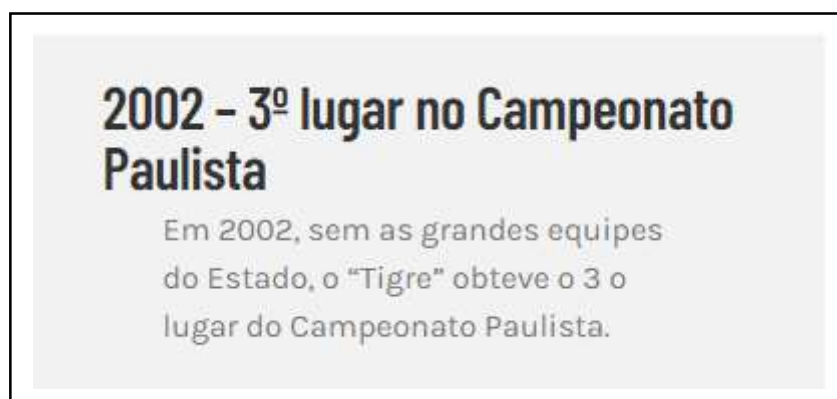 2002 – 3º lugar no Campeonato
Paulista
Em 2002, sem as grandes equipes
do Estado, o “Tigre” obteve o 3 o
lugar do Campeonato Paulista.